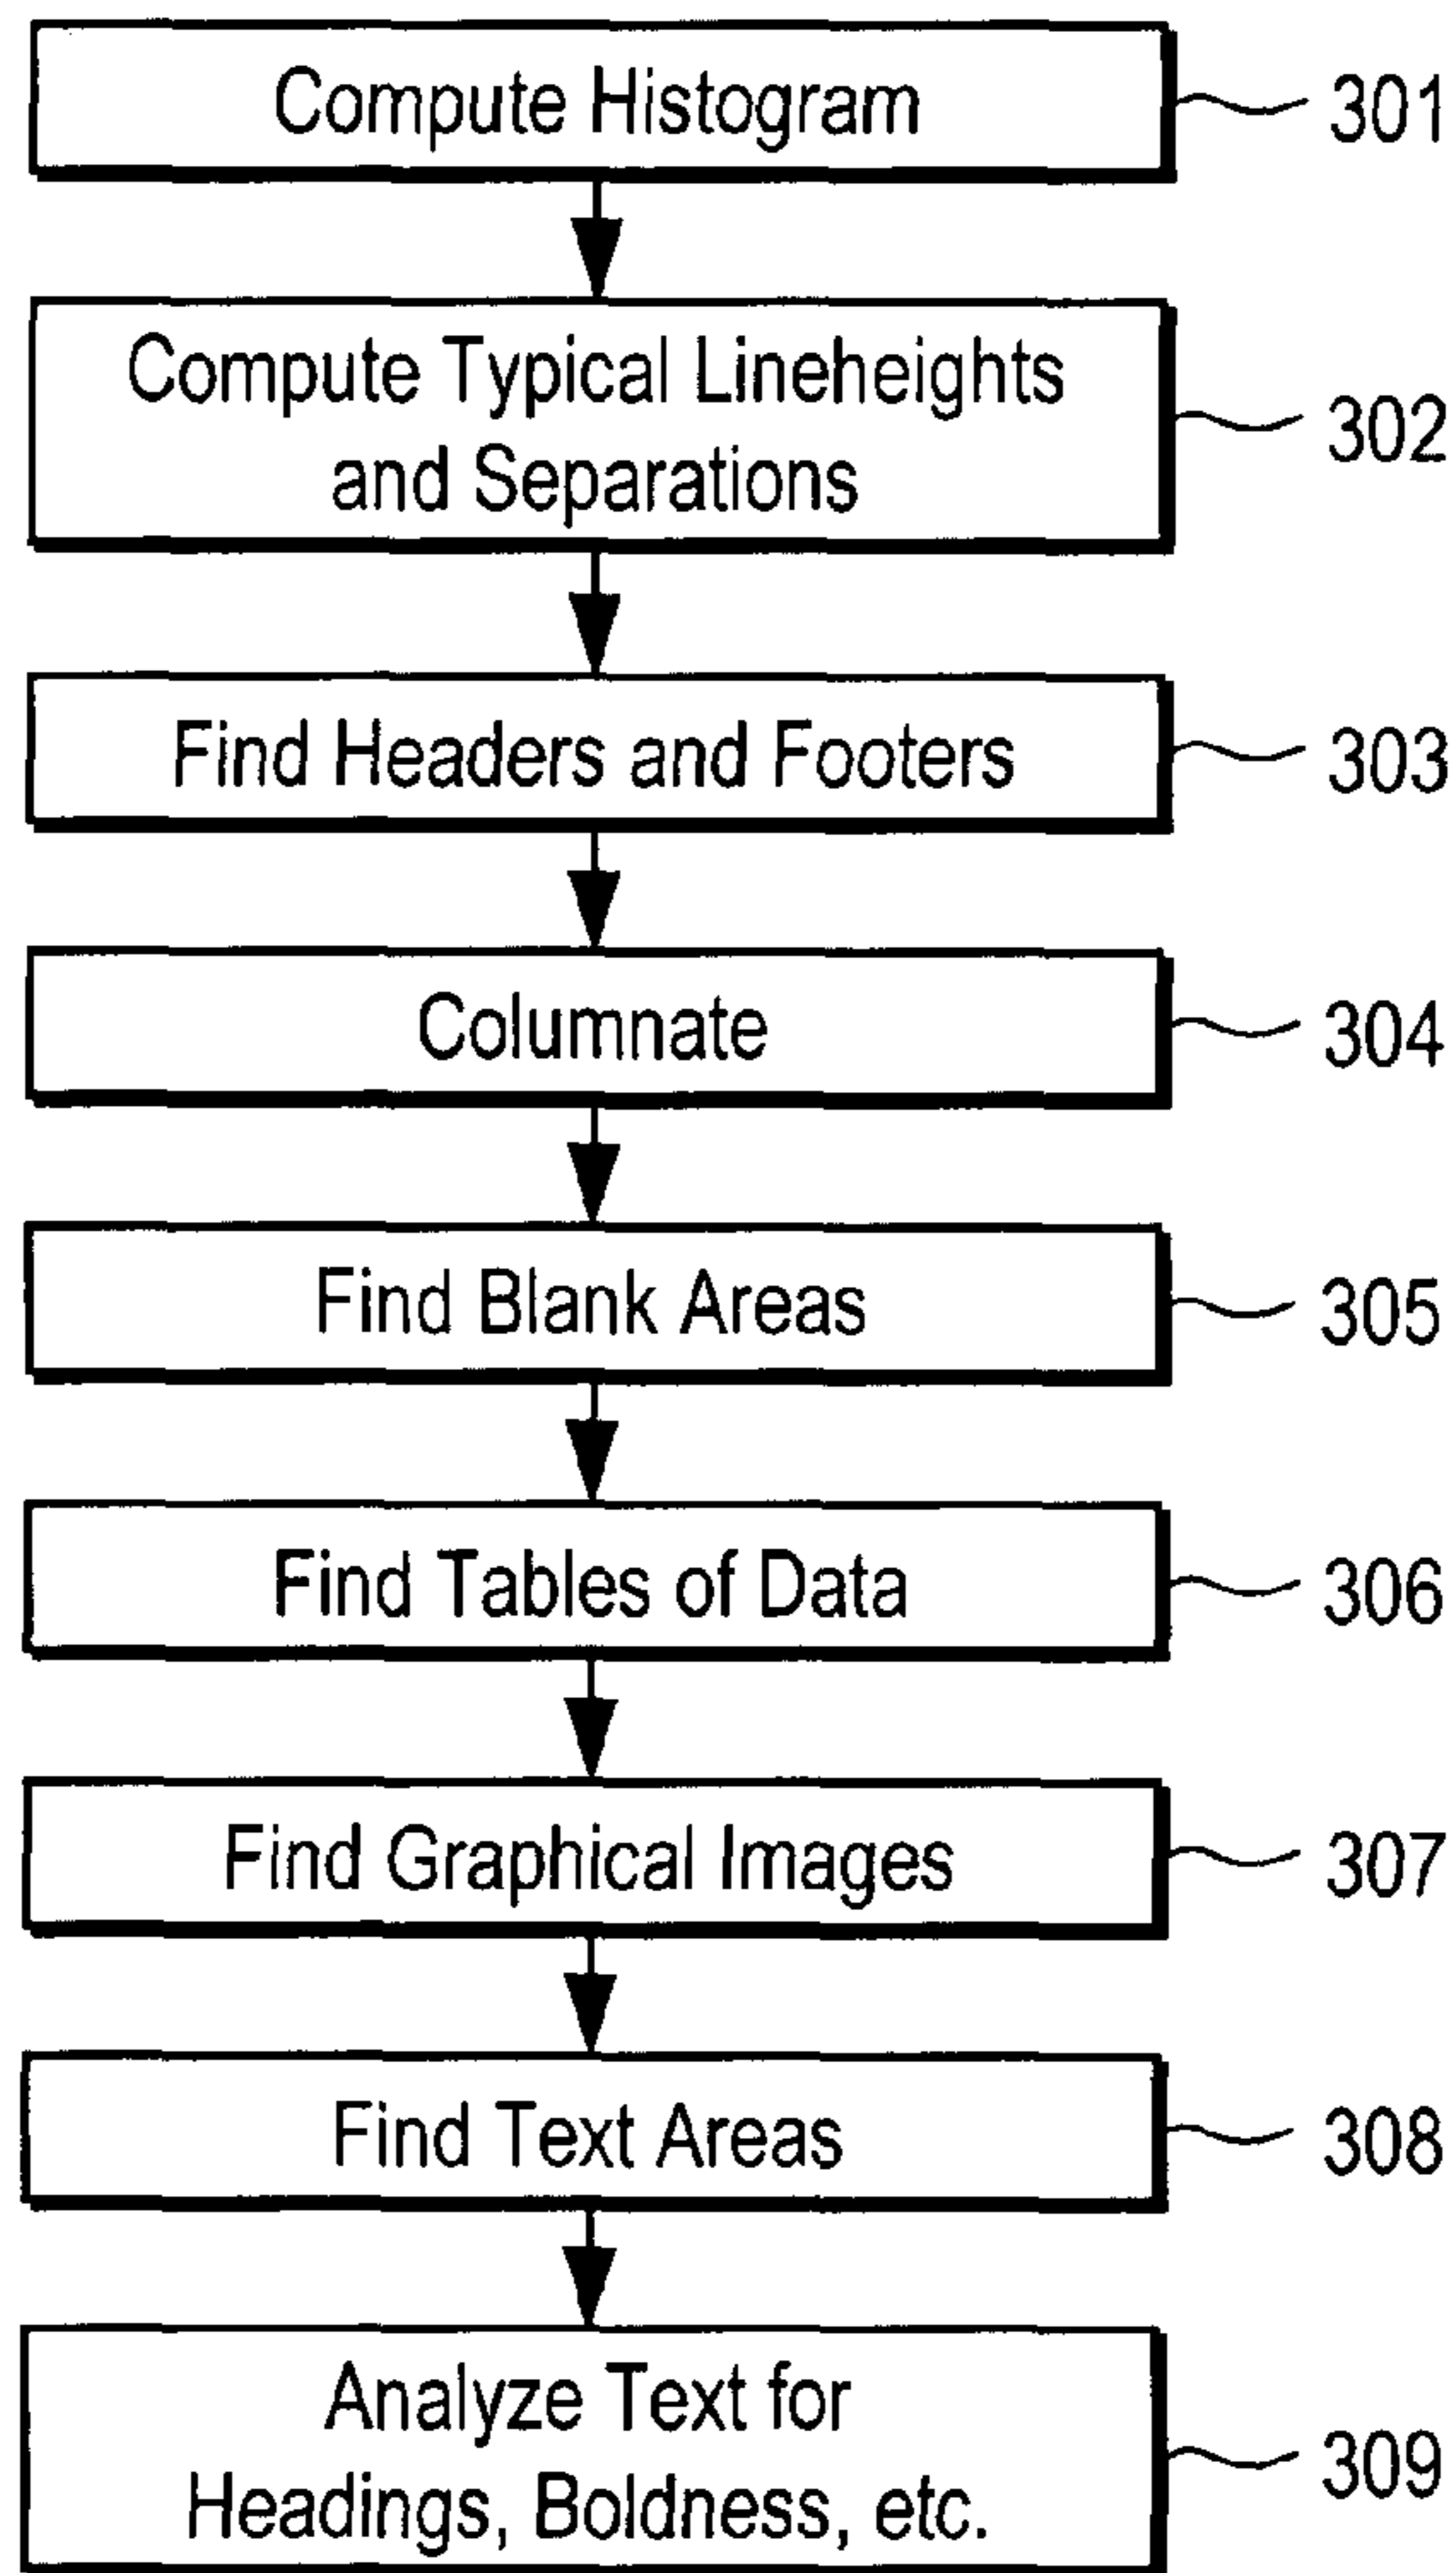 Compute Histogram
301
Compute Typical Lineheights
and Separations
302
Find Headers and Footers
303
Columnate
304
Find Blank Areas
305
Find Tables of Data
306
Find Graphical Images
307
Find Text Areas
308
Analyze Text for
Headings, Boldness, etc.
309